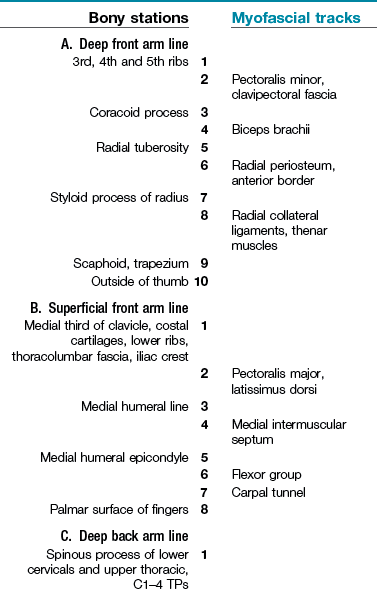 Bony stations Myofascial tracks
A. Deep front arm line
3rd, 4th and 5th ribs 1
2 Pectoralis minor,
clavipectoral fascia
Coracoid process 3
4 Biceps brachii
Radial tuberosity 5
6 Radial periosteum,
anterior border
Styloid process of radius 7
8 Radial collateral
ligaments, thenar
muscles
Scaphoid, trapezium 9
Outside of thumb 10
B. Superficial front arm line
Medial third of clavicle, costal 1
cartilages, lower ribs,
thoracolumbar fascia, iliac crest
2 Pectoralis major,
latissimus dorsi
Medial humeral line 3
4 Medial intermuscular
septum
Medial humeral epicondyle 5
6 Flexor group
7 Carpal tunnel
Palmar surface of fingers 8
C. Deep back arm line
Spinous process of lower 1
cervicals and upper thoracic,
C1–4 TPs